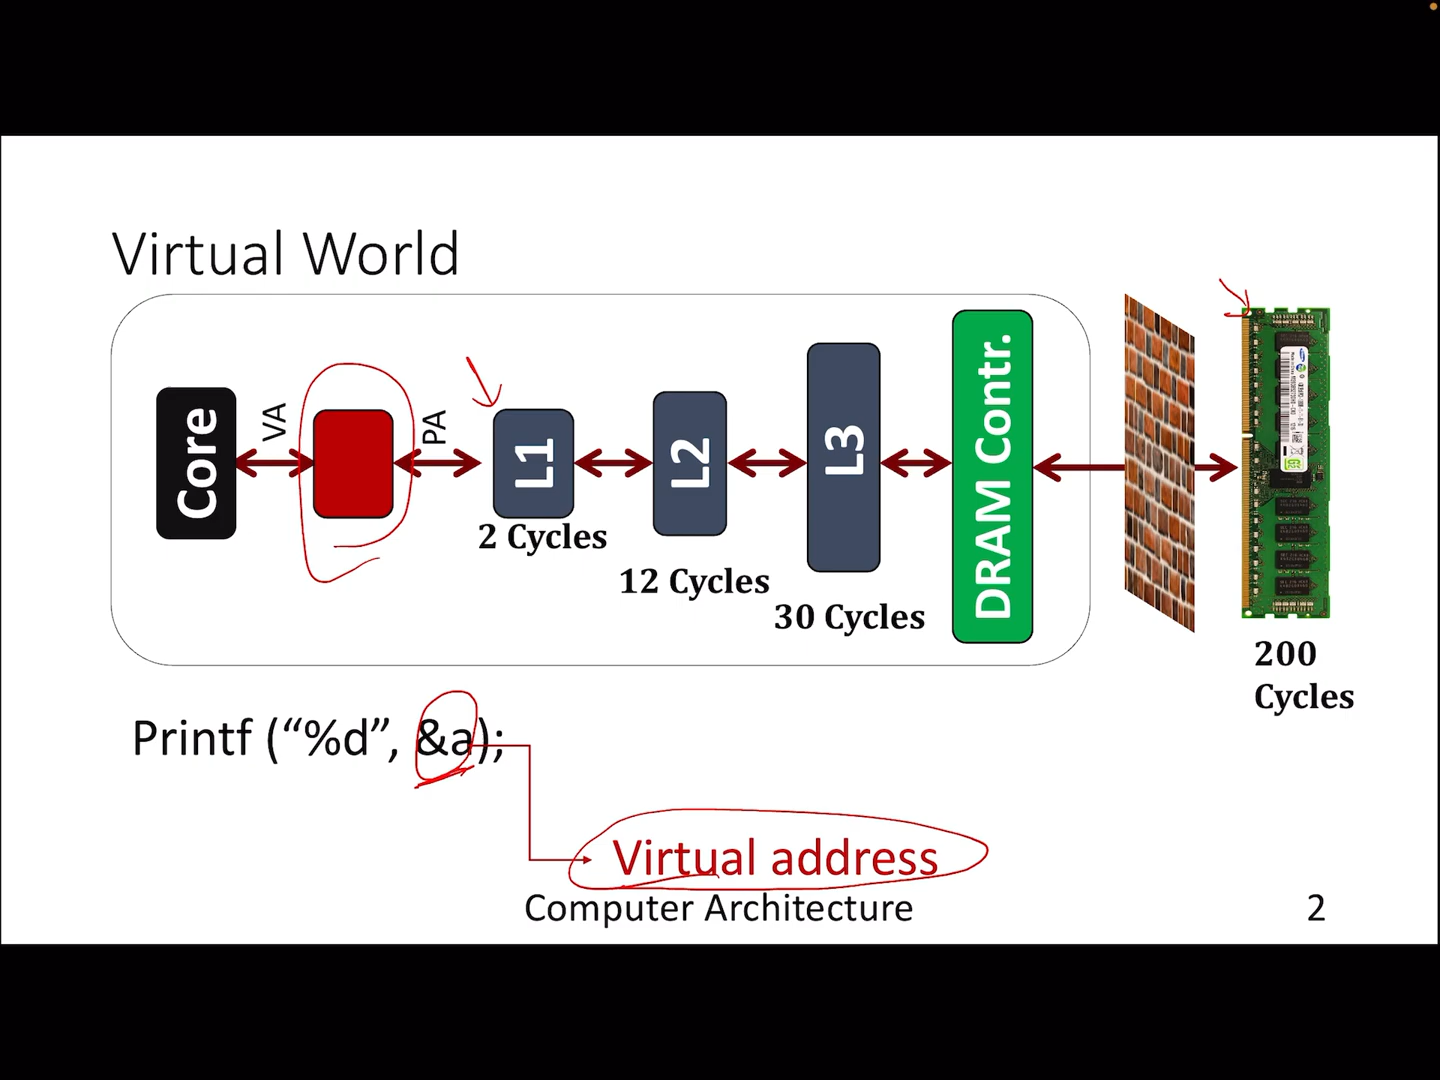 Virtual World
Core
VA
PA
L1
L2
L3
DRAM Contr.
2 Cycles
12 Cycles
30 Cycles
200
Cycles
Printf (“%d”, &a);
Virtual address
Computer Architecture
2